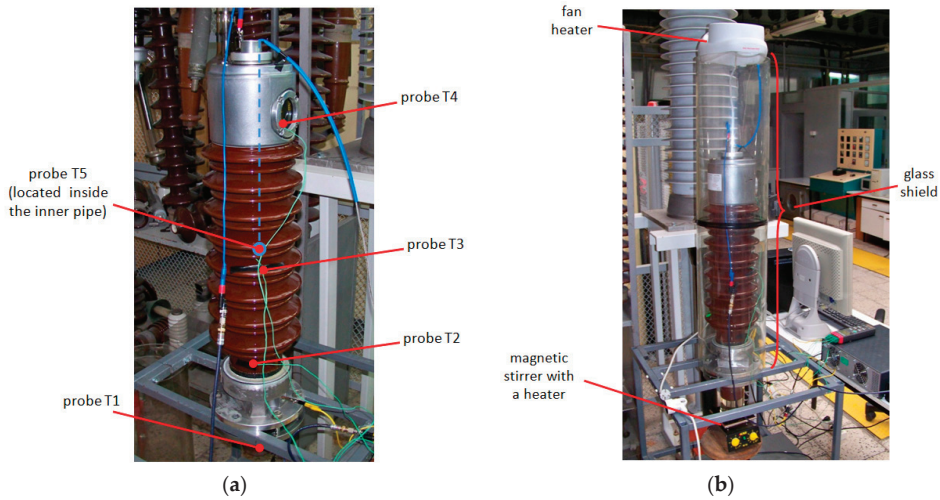 probe T4
probe T5
(located inside
the inner pipe)
probe T3
probe T2
probe T1
(a)
fan
heater
glass
shield
magnetic
stirrer with
a heater
(b)